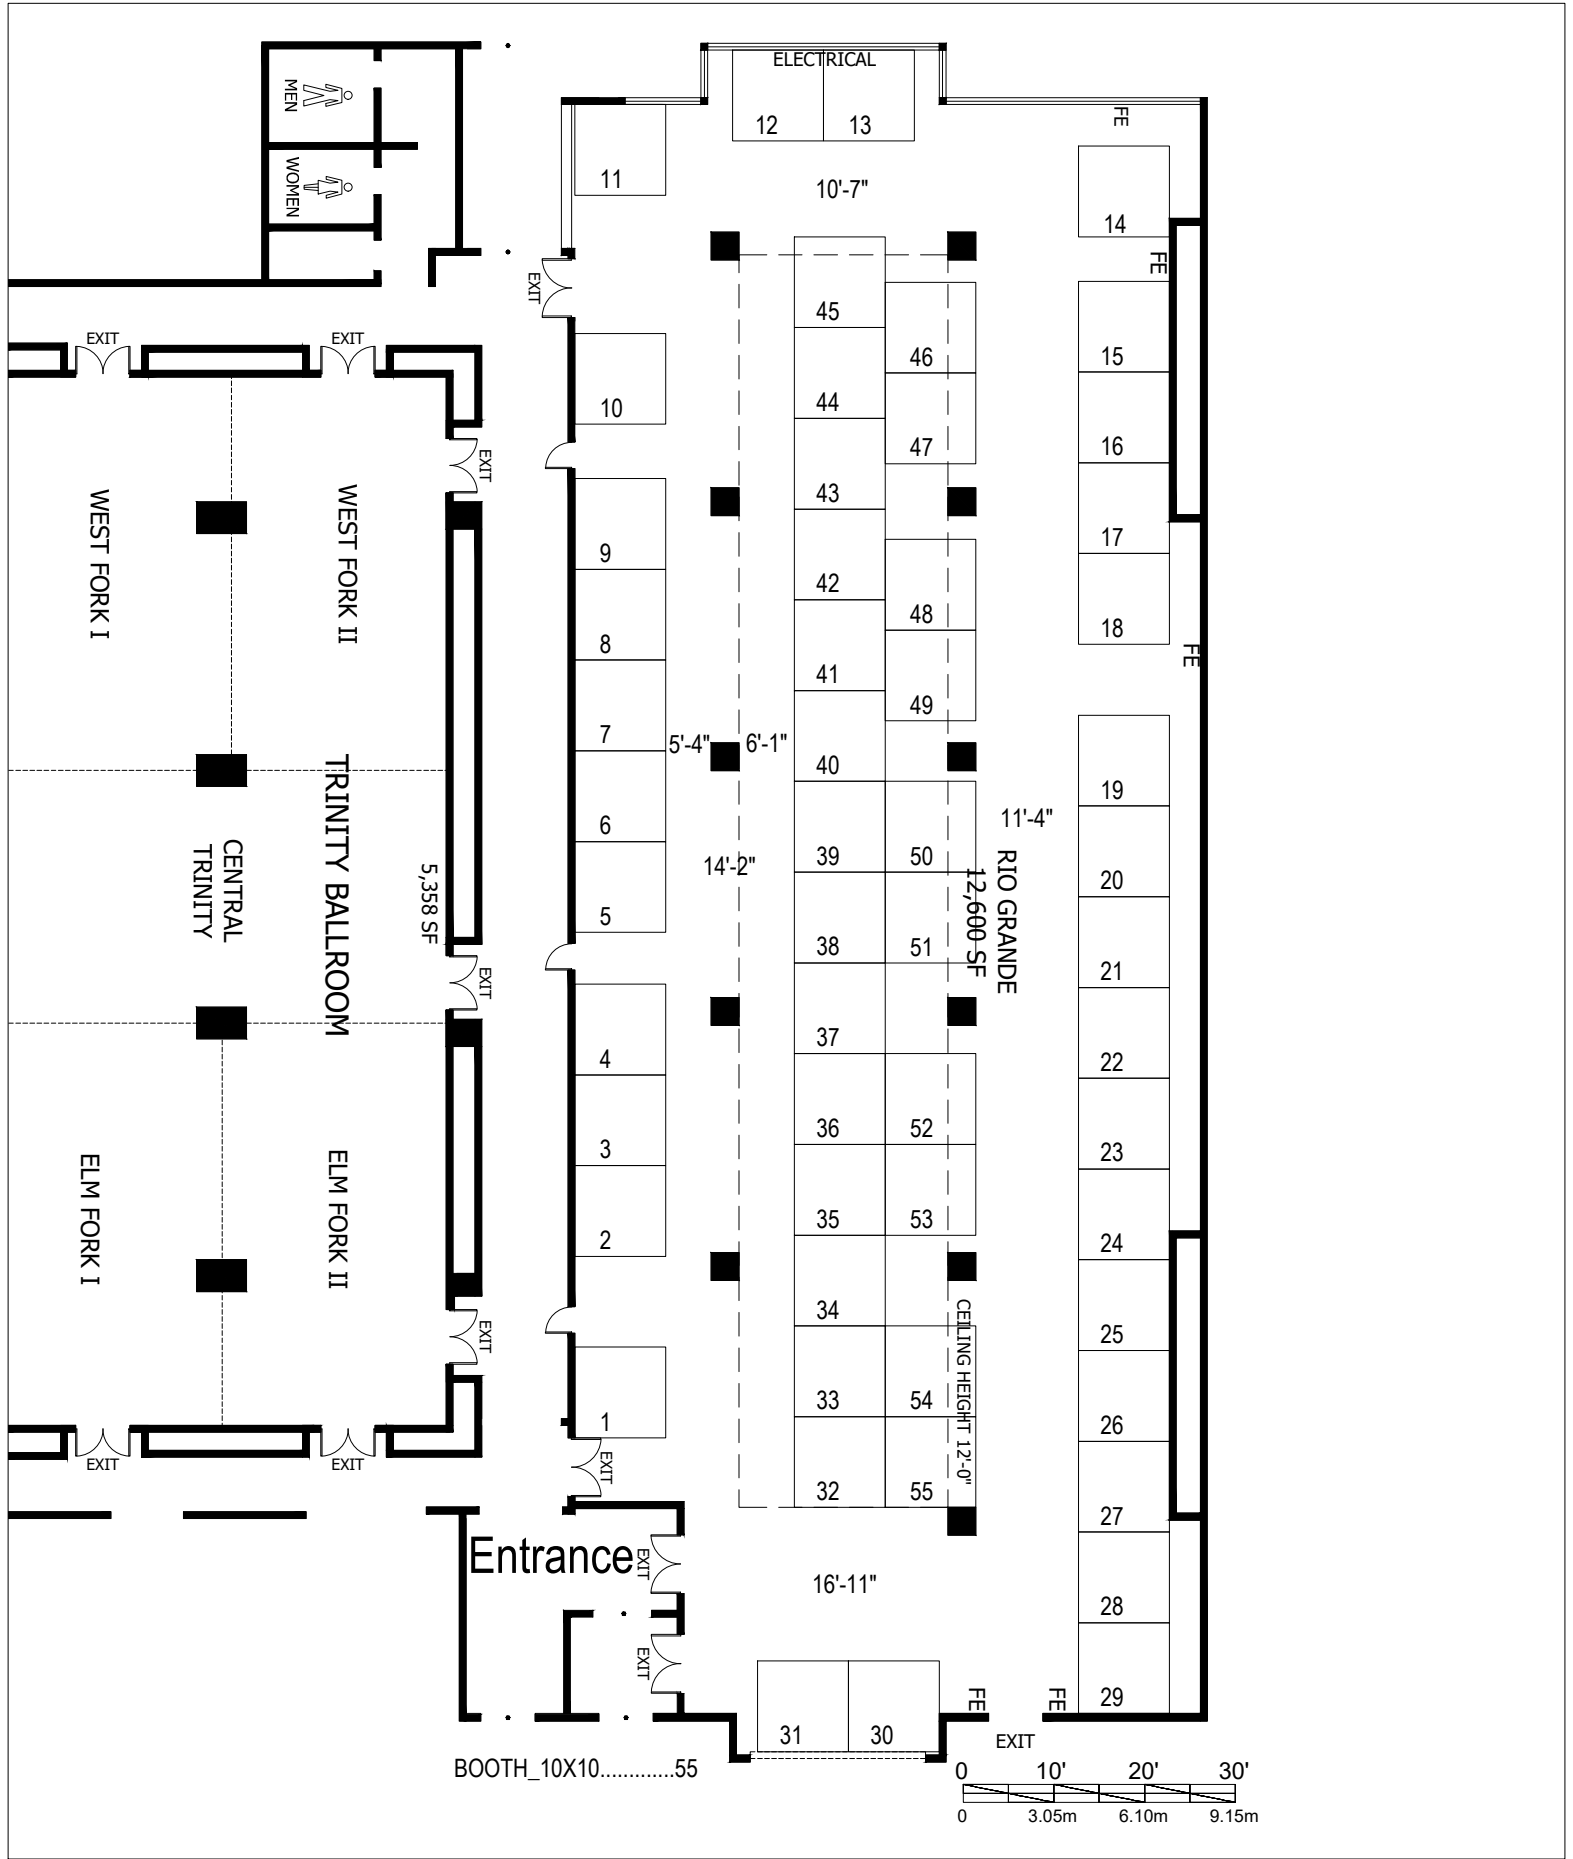 ELECTRICAL
MEN
WOMEN
12
13
FE
11
10'-7"
14
FE
EXIT
45
46
15
EXIT
EXIT
10
44
47
16
EXIT
WEST FORK I
WEST FORK II
9
43
17
42
48
18
8
41
49
FE
7
5'-4"
6'-1"
40
19
TRINITY BALLROOM
5,358 SF
CENTRAL
TRINITY
6
14'-2"
39
50
11'-4"
RIO GRANDE
12,600 SF
20
5
38
51
21
EXIT
4
37
22
3
36
52
23
ELM FORK I
ELM FORK II
2
35
53
24
34
25
EXIT
CEILING HEIGHT 12'-0"
1
33
54
26
EXIT
EXIT
EXIT
32
55
27
Entrance
EXIT
16'-11"
28
EXIT
FE
FE
29
31
30
EXIT
BOOTH_10X10............55
0 10' 20' 30'
0 3.05m 6.10m 9.15m